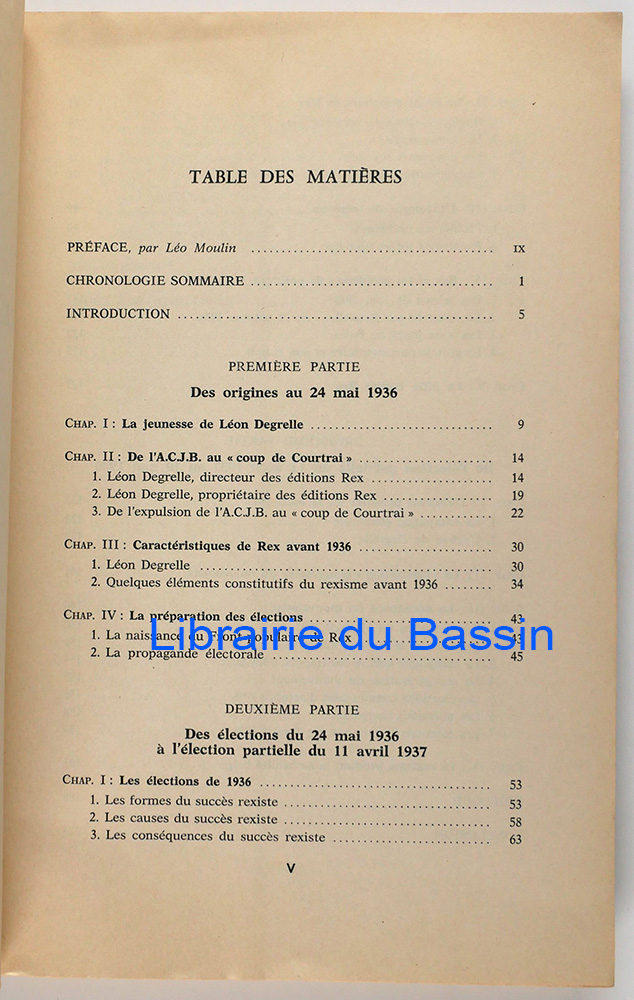 TABLE DES MATIÈRES
PRÉFACE, par Léo Moulin ........................................ IX
CHRONOLOGIE SOMMAIRE ........................................ 1
INTRODUCTION .................................................... 5
PREMIÈRE PARTIE
Des origines au 24 mai 1936
CHAP. I : La jeunesse de Léon Degrelle .............................. 9
CHAP. II : De l'A.C.J.B. au « coup de Courtrai » ...................... 14
1. Léon Degrelle, directeur des éditions Rex ..................... 14
2. Léon Degrelle, propriétaire des éditions Rex .................. 19
3. De l'expulsion de l'A.C.J.B. au « coup de Courtrai » ............ 22
CHAP. III : Caractéristiques de Rex avant 1936 ...................... 30
1. Léon Degrelle ................................................ 30
2. Quelques éléments constitutifs du rexisme avant 1936 ........ 34
CHAP. IV : La préparation des élections .............................. 43
1. La naissance du Front populaire de Rex ...................... 43
Librairie du Bassin
2. La propagande électorale .................................... 45
DEUXIÈME PARTIE
Des élections du 24 mai 1936
à l'élection partielle du 11 avril 1937
CHAP. I : Les élections de 1936 ...................................... 53
1. Les formes du succès rexiste .................................. 53
2. Les causes du succès rexiste .................................. 58
3. Les conséquences du succès rexiste .......................... 63
V